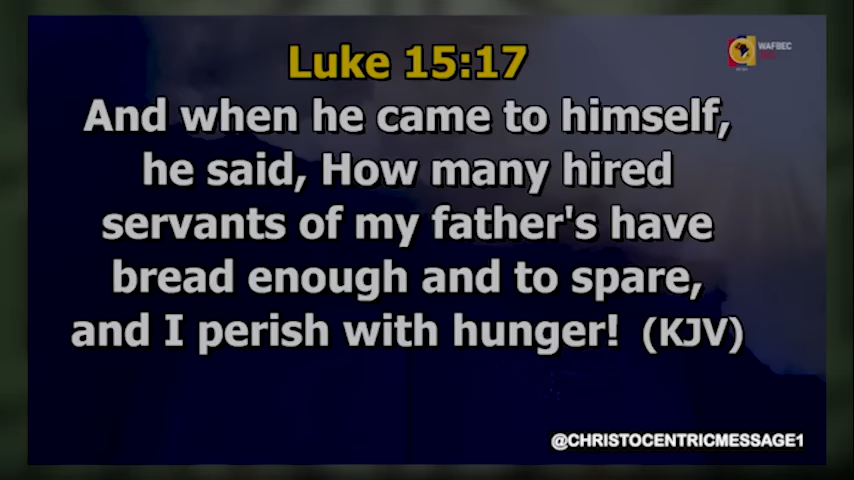 Luke 15:17
WAFBEC
And when he came to himself,
he said, How many hired
servants of my father's have
bread enough and to spare,
and I perish with hunger! (KJV)
@CHRISTOCENTRICMESSAGE1